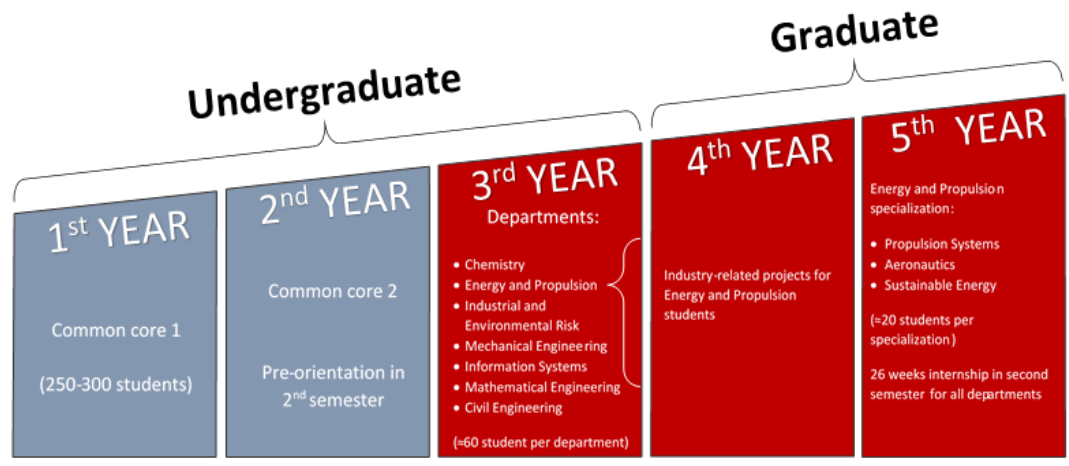 Undergraduate
Graduate
1st YEAR
Common core 1
(250-300 students)
2nd YEAR
Common core 2
Pre-orientation in
2nd semester
3rd YEAR
Departments:
• Chemistry
• Energy and Propulsion
• Industrial and
Environmental Risk
• Mechanical Engineering
• Information Systems
• Mathematical Engineering
• Civil Engineering
(≈60 student per department)
4th YEAR
Industry-related projects for
Energy and Propulsion
students
5th YEAR
Energy and Propulsion
specialization:
• Propulsion Systems
• Aeronautics
• Sustainable Energy
(≈20 students per
specialization)
26 weeks internship in second
semester for all departments